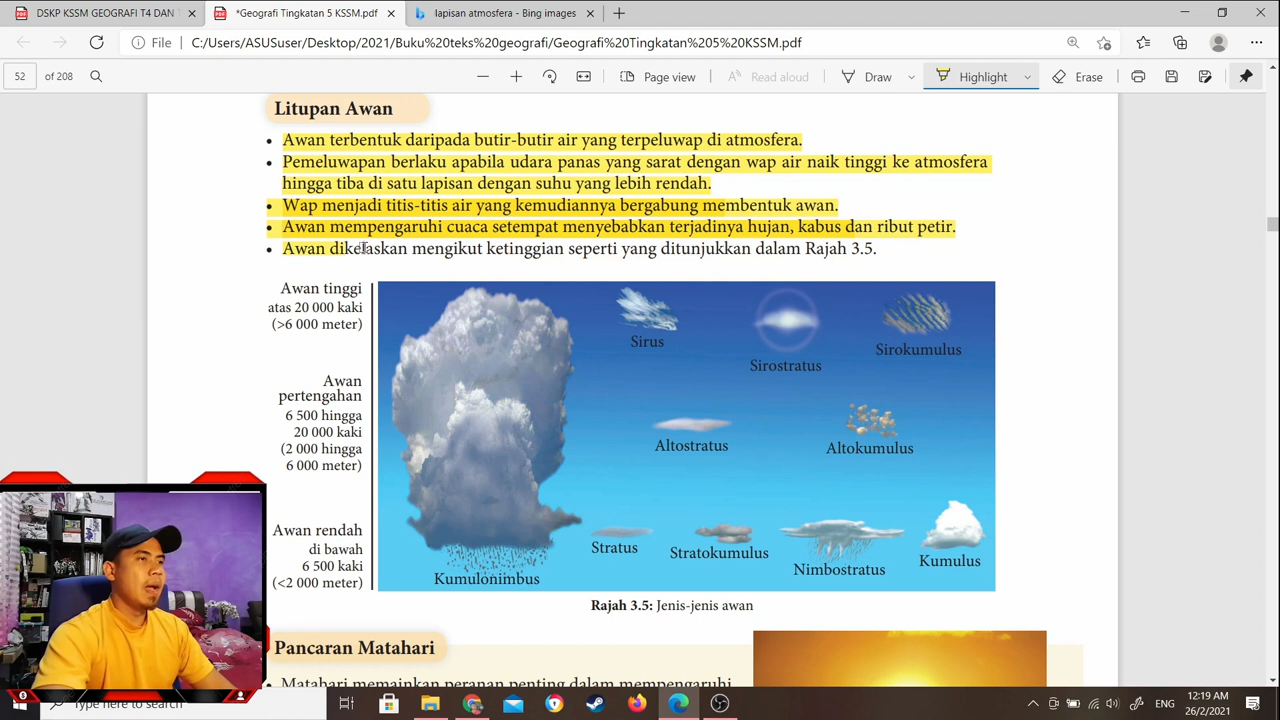 DSKP KSSM GEOGRAFI T4 DAN
*Geografi Tingkatan 5 KSSM.pdf
lapisan atmosfera - Bing images
File
C:/Users/ASUSuser/Desktop/2021/Buku%20teks%20geografi/Geografi%20Tingkatan%205%20KSSM.pdf
52 of 208
Page view
Read aloud
Draw
Highlight
Erase
Litupan Awan
• Awan terbentuk daripada butir-butir air yang terpeluwap di atmosfera.
• Pemeluwapan berlaku apabila udara panas yang sarat dengan wap air naik tinggi ke atmosfera
hingga tiba di satu lapisan dengan suhu yang lebih rendah.
• Wap menjadi titis-titis air yang kemudiannya bergabung membentuk awan.
• Awan mempengaruhi cuaca setempat menyebabkan terjadinya hujan, kabus dan ribut petir.
• Awan dikelaskan mengikut ketinggian seperti yang ditunjukkan dalam Rajah 3.5.
Awan tinggi
atas 20 000 kaki
(>6 000 meter)
Sirus
Sirostratus
Sirokumulus
Awan
pertengahan
6 500 hingga
20 000 kaki
(2 000 hingga
6 000 meter)
Altostratus
Altokumulus
Awan rendah
di bawah
6 500 kaki
(<2 000 meter)
Kumulonimbus
Stratus
Stratokumulus
Nimbostratus
Kumulus
Rajah 3.5: Jenis-jenis awan
Pancaran Matahari
• Matahari memainkan peranan penting dalam mempengaruhi
Type here to search
ENG
12:19 AM
26/2/2021